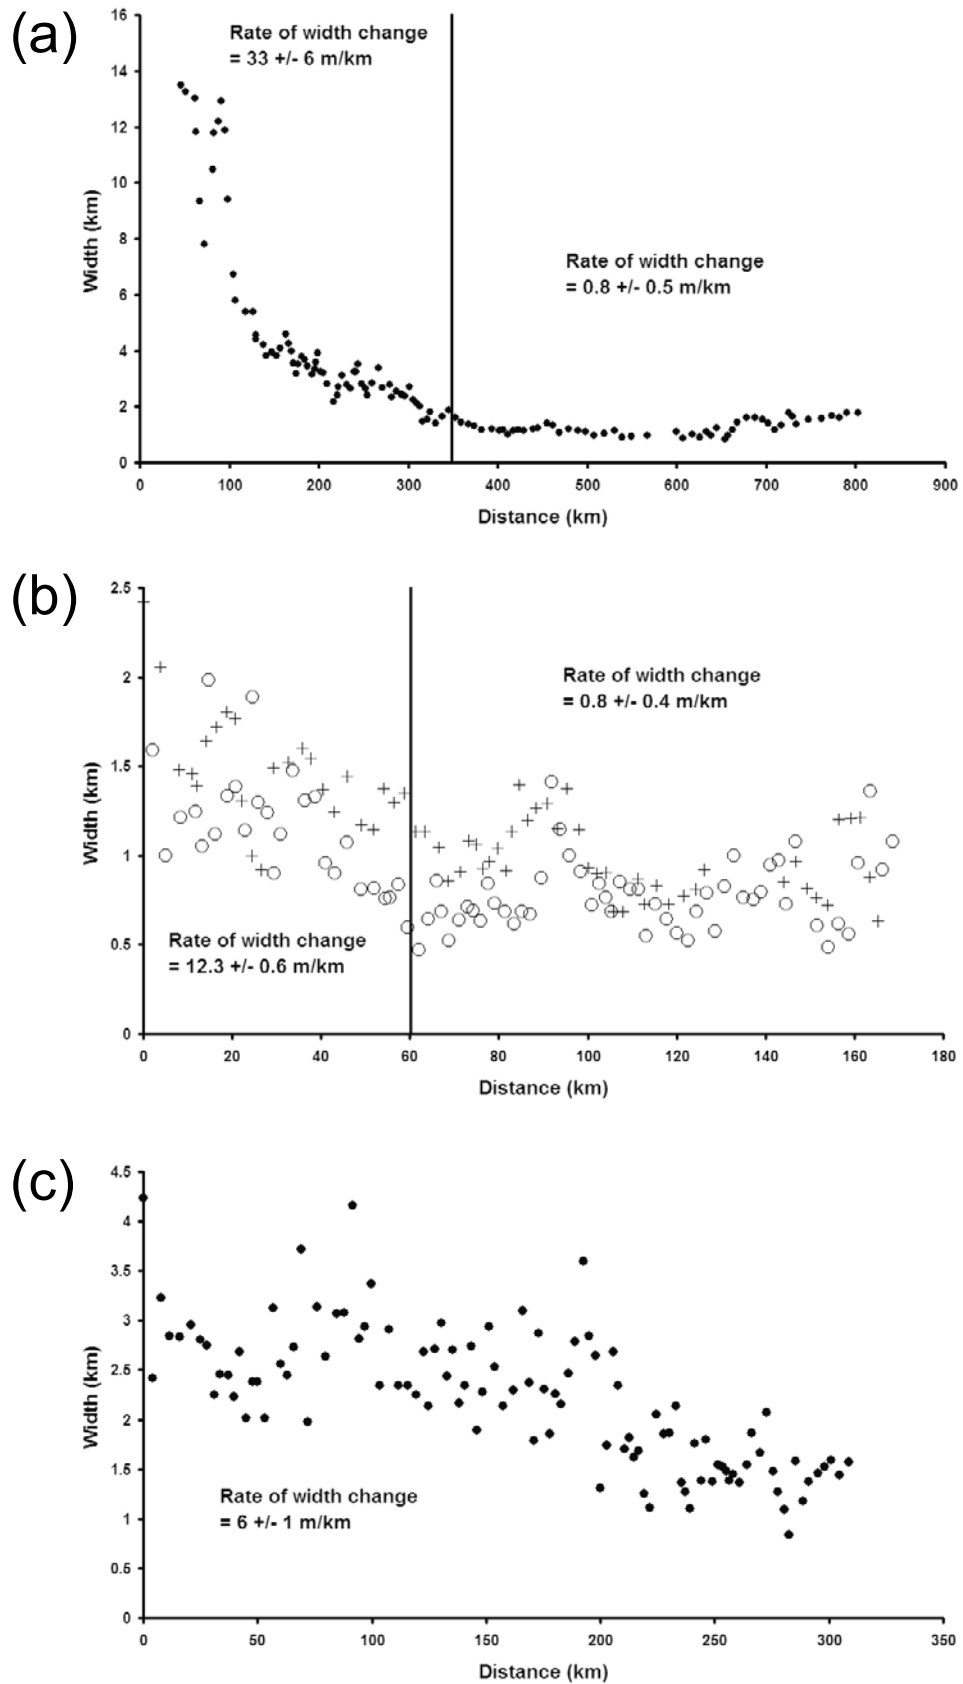 (a)
16
14
12
10
8
6
4
2
0
Width (km)
Rate of width change
= 33 +/- 6 m/km
Rate of width change
= 0.8 +/- 0.5 m/km
0 100 200 300 400 500 600 700 800 900
Distance (km)
(b)
2.5
2
1.5
1
0.5
0
Width (km)
Rate of width change
= 0.8 +/- 0.4 m/km
Rate of width change
= 12.3 +/- 0.6 m/km
0 20 40 60 80 100 120 140 160 180
Distance (km)
(c)
4.5
4
3.5
3
2.5
2
1.5
1
0.5
0
Width (km)
Rate of width change
= 6 +/- 1 m/km
0 50 100 150 200 250 300 350
Distance (km)